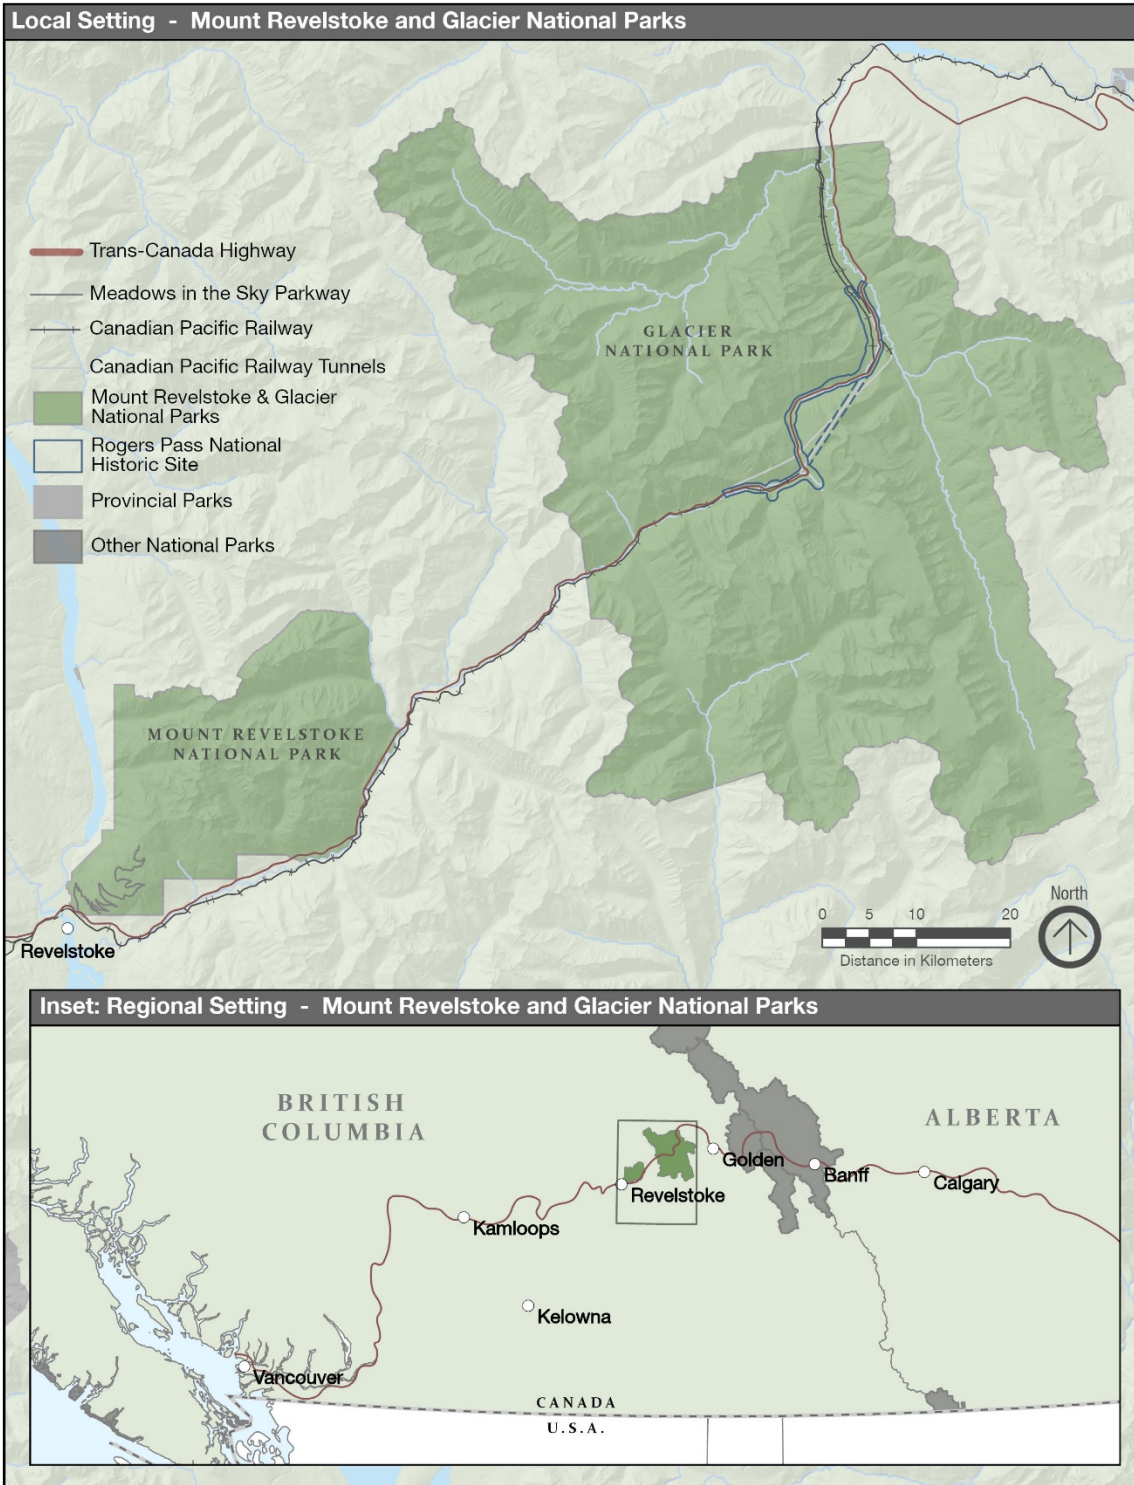 Local Setting - Mount Revelstoke and Glacier National Parks
Trans-Canada Highway
Meadows in the Sky Parkway
Canadian Pacific Railway
Canadian Pacific Railway Tunnels
Mount Revelstoke & Glacier
National Parks
Rogers Pass National
Historic Site
Provincial Parks
Other National Parks
GLACIER
NATIONAL PARK
MOUNT REVELSTOKE
NATIONAL PARK
Revelstoke
North
0 5 10 20
Distance in Kilometers
Inset: Regional Setting - Mount Revelstoke and Glacier National Parks
BRITISH
COLUMBIA
ALBERTA
Golden
Banff
Calgary
Revelstoke
Kamloops
Kelowna
Vancouver
CANADA
U.S.A.